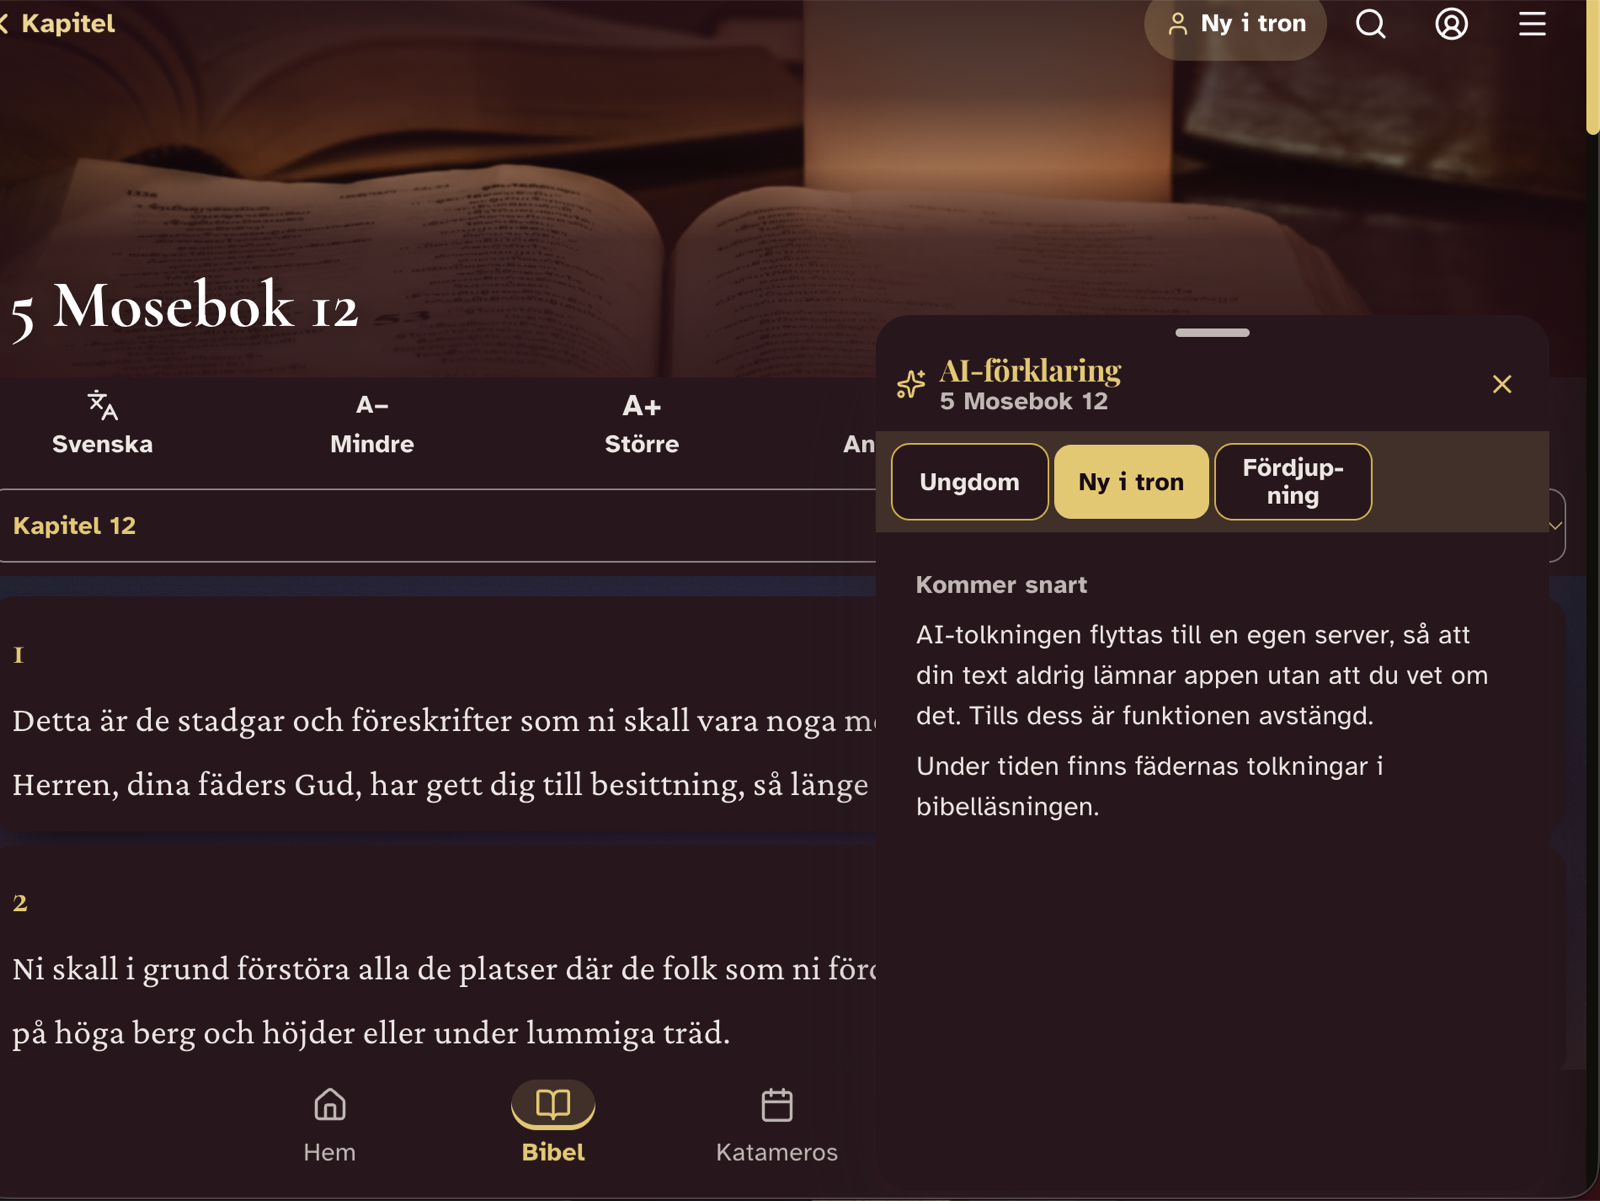 Kapitel
Ny i tron
5 Mosebok 12
Svenska
A−
Mindre
A+
Större
An
Kapitel 12
1
Detta är de stadgar och föreskrifter som ni skall vara noga
Herren, dina fäders Gud, har gett dig till besittning, så länge
2
Ni skall i grund förstöra alla de platser där de folk som ni
på höga berg och höjder eller under lummiga träd.
Hem
Bibel
Katameros
AI-förklaring
5 Mosebok 12
Ungdom
Ny i tron
Fördjup-
ning
Kommer snart
AI-tolkningen flyttas till en egen server, så att
din text aldrig lämnar appen utan att du vet om
det. Tills dess är funktionen avstängd.
Under tiden finns fädernas tolkningar i
bibelläsningen.